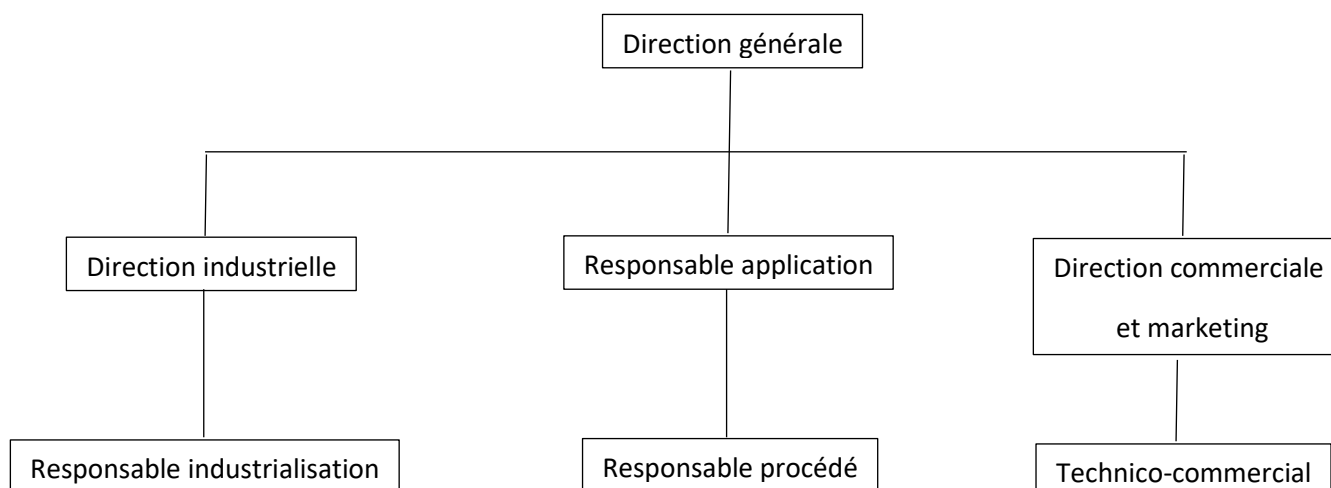 Direction générale
Direction industrielle
Responsable application
Direction commerciale
et marketing
Responsable industrialisation
Responsable procédé
Technico-commercial